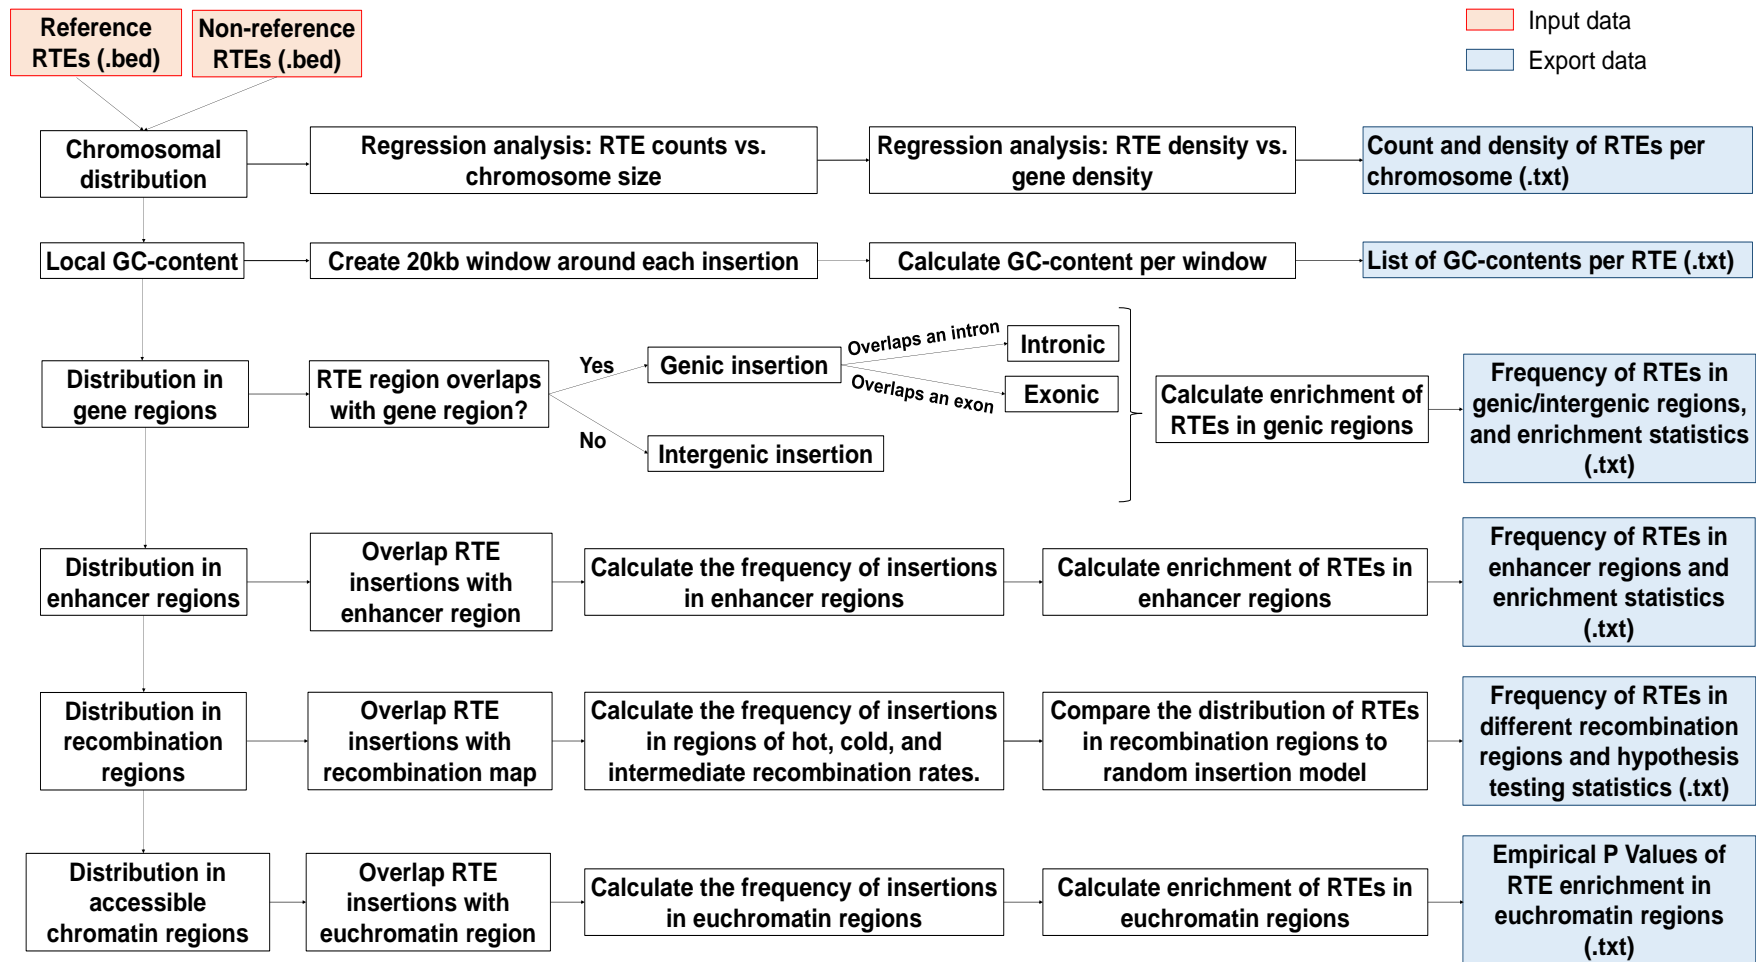 Reference
RTEs (.bed)
Non-reference
RTEs (.bed)
Input data
Export data
Chromosomal
distribution
Regression analysis: RTE counts vs.
chromosome size
Regression analysis: RTE density vs.
gene density
Count and density of RTEs per
chromosome (.txt)
Local GC-content
Create 20kb window around each insertion
Calculate GC-content per window
List of GC-contents per RTE (.txt)
Distribution in
gene regions
RTE region overlaps
with gene region?
Yes
No
Genic insertion
Intergenic insertion
Overlaps an intron
Overlaps an exon
Intronic
Exonic
Calculate enrichment of
RTEs in genic regions
Frequency of RTEs in
genic/intergenic regions,
and enrichment statistics
(.txt)
Distribution in
enhancer regions
Overlap RTE
insertions with
enhancer region
Calculate the frequency of insertions
in enhancer regions
Calculate enrichment of RTEs in
enhancer regions
Frequency of RTEs in
enhancer regions and
enrichment statistics
(.txt)
Distribution in
recombination
regions
Overlap RTE
insertions with
recombination map
Calculate the frequency of insertions
in regions of hot, cold, and
intermediate recombination rates.
Compare the distribution of RTEs
in recombination regions to
random insertion model
Frequency of RTEs in
different recombination
regions and hypothesis
testing statistics (.txt)
Distribution in
accessible
chromatin regions
Overlap RTE
insertions with
euchromatin region
Calculate the frequency of insertions
in euchromatin regions
Calculate enrichment of RTEs in
euchromatin regions
Empirical P Values of
RTE enrichment in
euchromatin regions
(.txt)